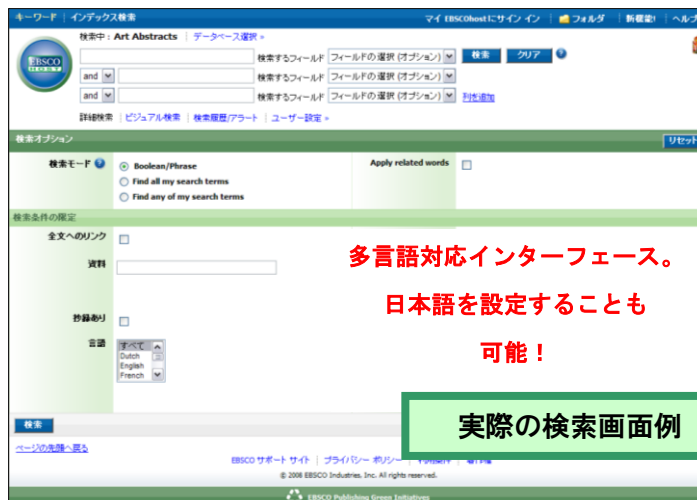 キーワード | インデックス検索 マイ EBSCOhostにサイン イン | フォルダ | 新機能! | ヘルプ
検索中: Art Abstracts | データベース選択 »
EBSCO HOST
検索するフィールド フィールドの選択 (オプション) 検索 クリア
and 検索するフィールド フィールドの選択 (オプション)
and 検索するフィールド フィールドの選択 (オプション) 列を追加
詳細検索 | ビジュアル検索 | 検索履歴/アラート | ユーザー設定 »
検索オプション リセット
検索モード Boolean/Phrase Apply related words
Find all my search terms
Find any of my search terms
検索条件の限定
全文へのリンク
資料
多言語対応インターフェース。
日本語を設定することも
可能！
抄録あり
言語 すべて
Dutch
English
French
実際の検索画面例
検索
ページの先頭へ戻る
EBSCO サポート サイト | プライバシー ポリシー |
© 2008 EBSCO Industries, Inc. All rights reserved.
EBSCO Publishing Green Initiatives